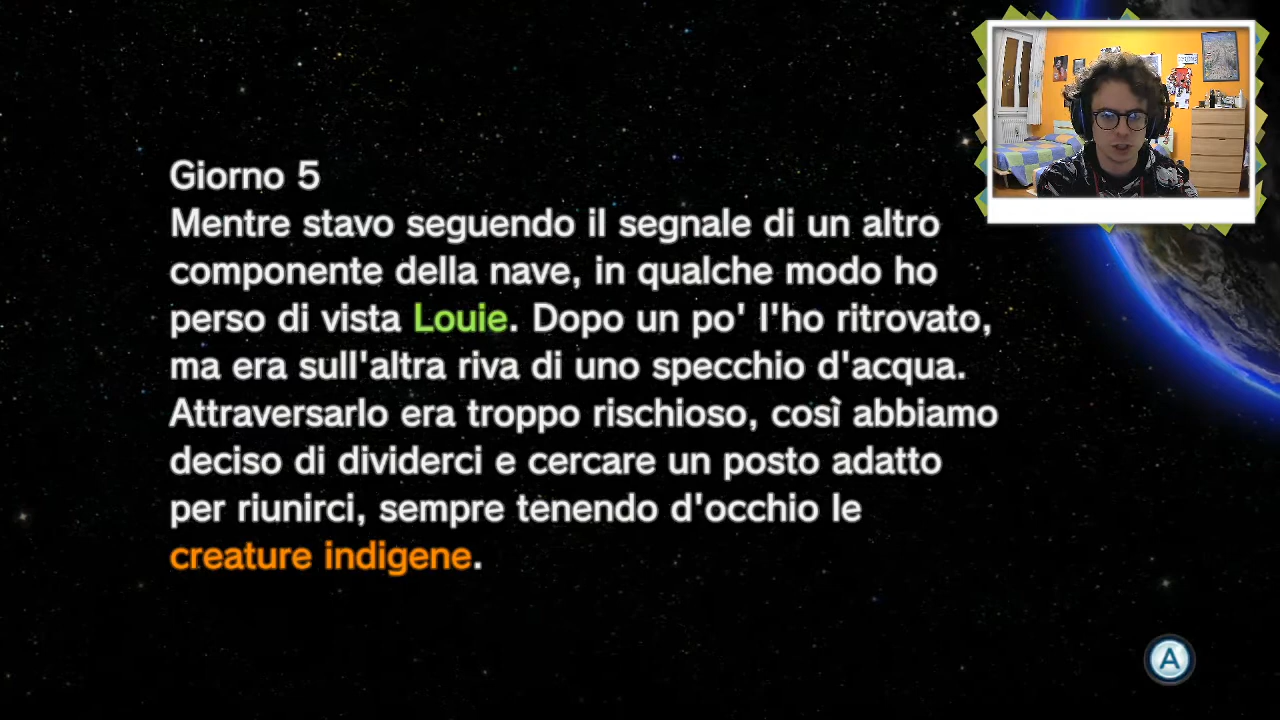 Giorno 5
Mentre stavo seguendo il segnale di un altro
componente della nave, in qualche modo ho
perso di vista Louie. Dopo un po' l'ho ritrovato,
ma era sull'altra riva di uno specchio d'acqua.
Attraversarlo era troppo rischioso, così abbiamo
deciso di dividerci e cercare un posto adatto
per riunirci, sempre tenendo d'occhio le
creature indigene.
A